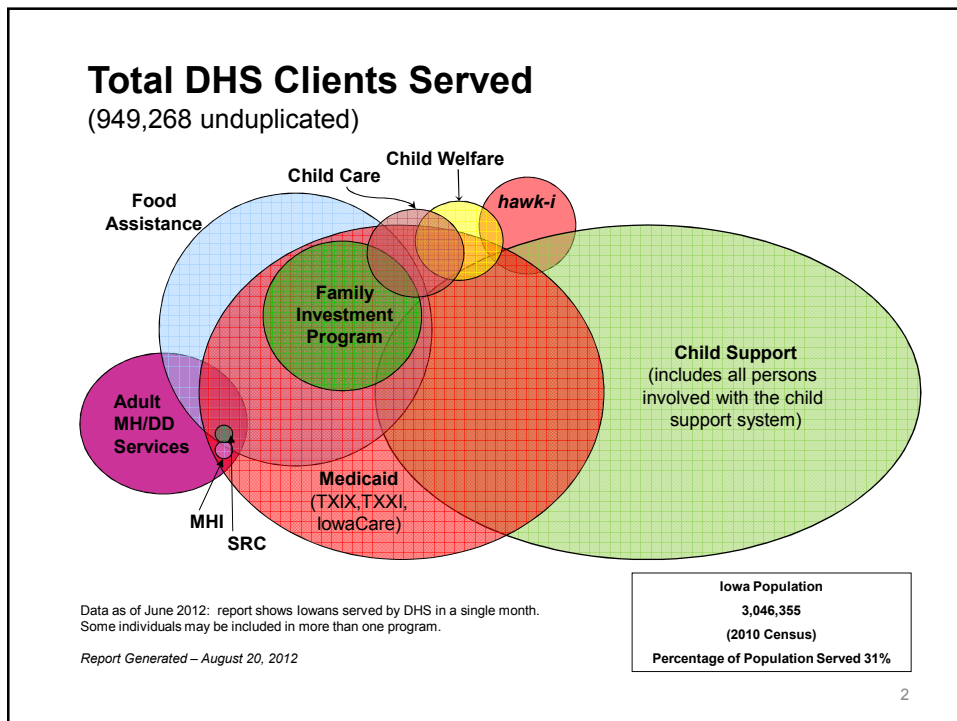 Total DHS Clients Served
(949,268 unduplicated)
Child Welfare
Child Care
hawk-i
Food
Assistance
Family
Investment
Program
Child Support
(includes all persons
involved with the child
support system)
Adult
MH/DD
Services
Medicaid
(TXIX,TXXI,
IowaCare)
MHI
SRC
Data as of June 2012:  report shows Iowans served by DHS in a single month.
Some individuals may be included in more than one program.
Report Generated – August 20, 2012
Iowa Population
3,046,355
(2010 Census)
Percentage of Population Served 31%
2